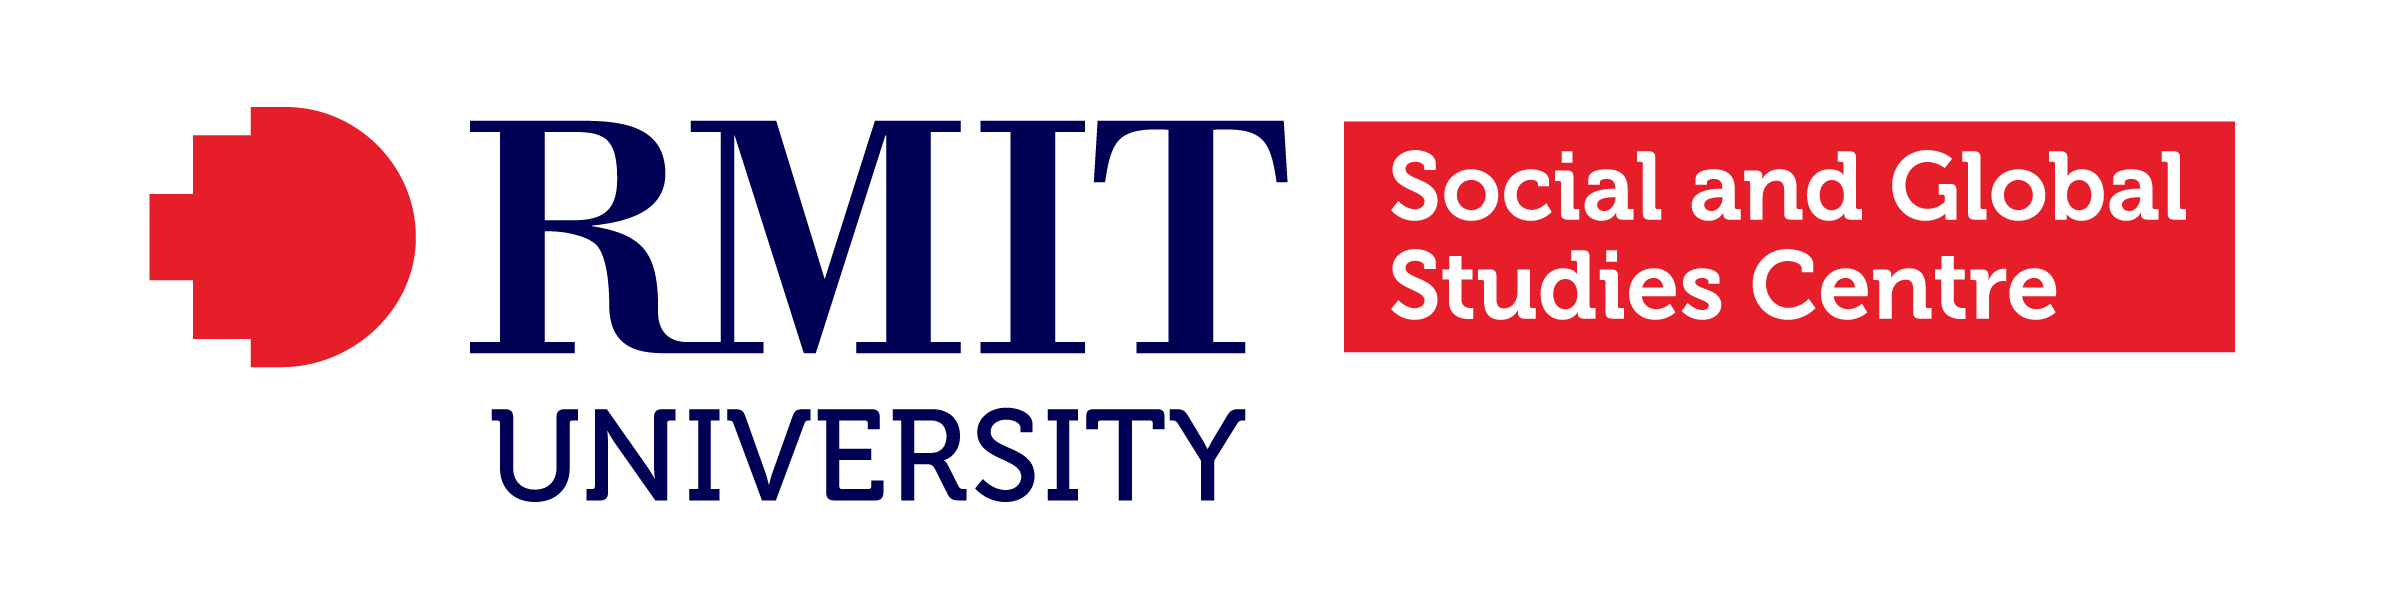 RMIT
UNIVERSITY
Social and Global
Studies Centre